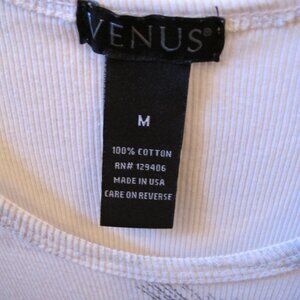 VENUS®
M
100% COTTON
RN# 129406
MADE IN USA
CARE ON REVERSE